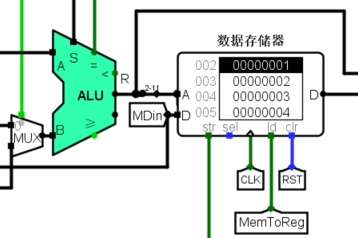 数据存储器
S
A
=
<
R
002 00000001
ALU
2-11
003 00000002
A
004 00000003
D
0
MDin
D
005 00000004
MUX
B
≥
str sel ld clr
CLK
RST
MemToReg